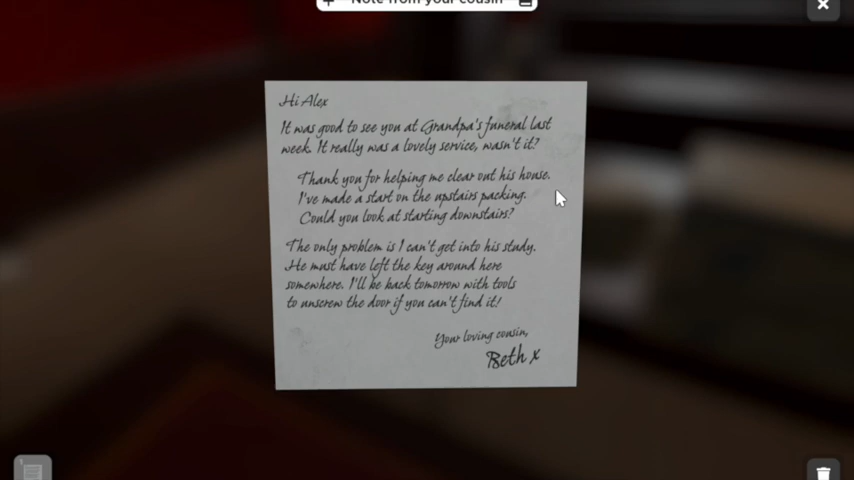 Note from your cousin
Hi Alex
It was good to see you at Grandpa's funeral last
week. It really was a lovely service, wasn't it?
Thank you for helping me clear out his house.
I've made a start on the upstairs packing.
Could you look at starting downstairs?
The only problem is I can't get into his study.
He must have left the key around here
somewhere. I'll be back tomorrow with tools
to unscrew the door if you can't find it!
Your loving cousin,
Beth x